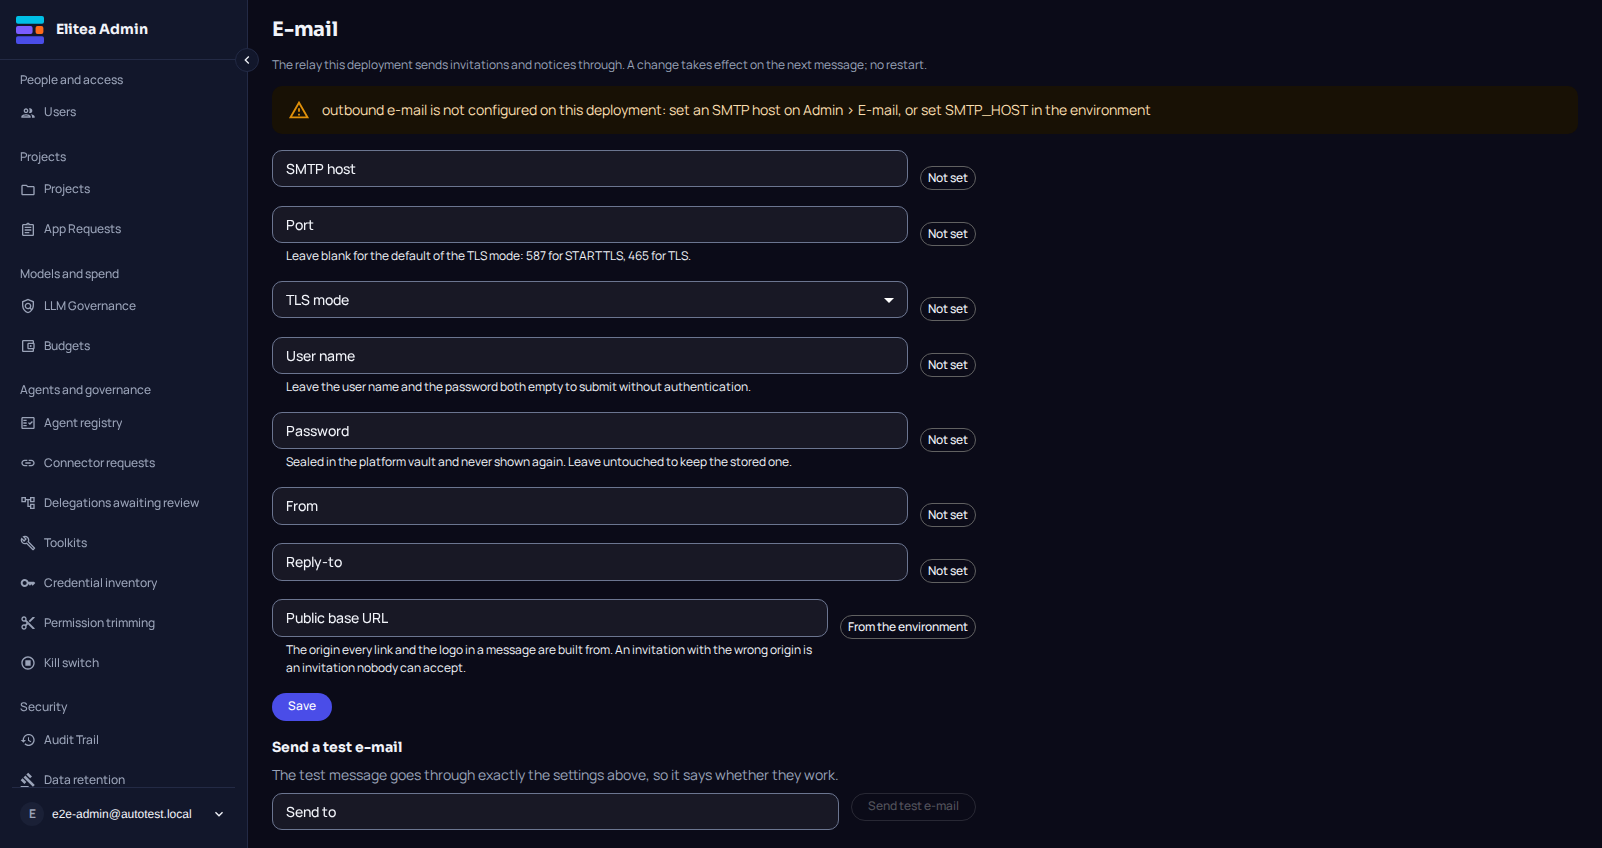 Elitea Admin
People and access
Users
Projects
Projects
App Requests
Models and spend
LLM Governance
Budgets
Agents and governance
Agent registry
Connector requests
Delegations awaiting review
Toolkits
Credential inventory
Permission trimming
Kill switch
Security
Audit Trail
Data retention
E
e2e-admin@autotest.local
E-mail
The relay this deployment sends invitations and notices through. A change takes effect on the next message; no restart.
outbound e-mail is not configured on this deployment: set an SMTP host on Admin > E-mail, or set SMTP_HOST in the environment
SMTP host
Not set
Port
Not set
Leave blank for the default of the TLS mode: 587 for STARTTLS, 465 for TLS.
TLS mode
Not set
User name
Not set
Leave the user name and the password both empty to submit without authentication.
Password
Not set
Sealed in the platform vault and never shown again. Leave untouched to keep the stored one.
From
Not set
Reply-to
Not set
Public base URL
From the environment
The origin every link and the logo in a message are built from. An invitation with the wrong origin is
an invitation nobody can accept.
Save
Send a test e-mail
The test message goes through exactly the settings above, so it says whether they work.
Send to
Send test e-mail